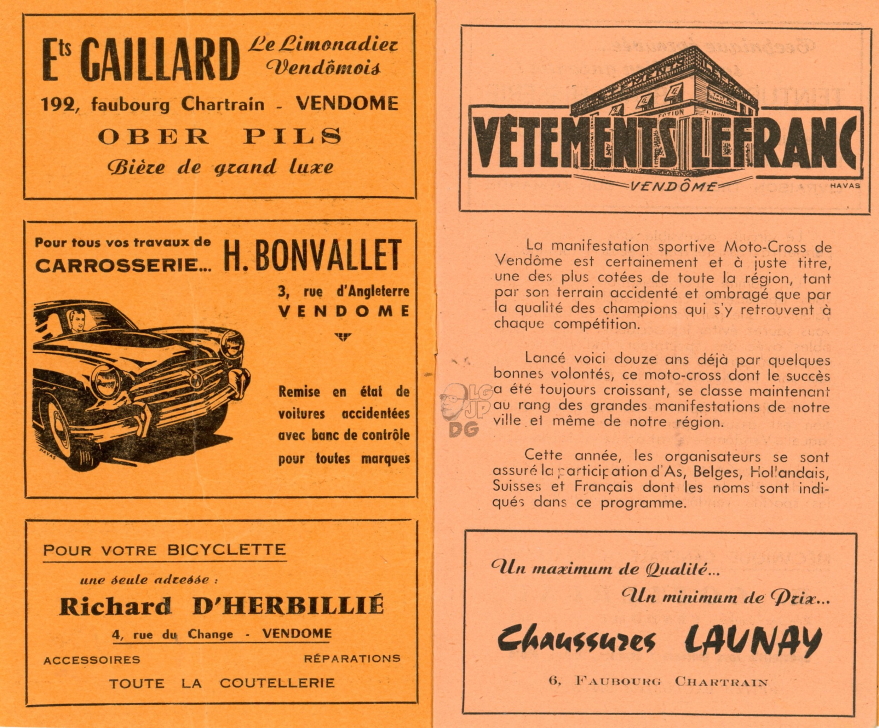 Ets GAILLARD Le Limonadier
Vendômois
192, faubourg Chartrain - VENDOME
OBER PILS
Bière de grand luxe
Pour tous vos travaux de
CARROSSERIE... H. BONVALLET
3, rue d'Angleterre
VENDOME
Remise en état de
voitures accidentées
avec banc de contrôle
pour toutes marques
POUR VOTRE BICYCLETTE
une seule adresse :
Richard D'HERBILLIÉ
4, rue du Change - VENDOME
ACCESSOIRES RÉPARATIONS
TOUTE LA COUTELLERIE
VÊTEMENTS LEFRANC
VENDÔME
HAVAS
La manifestation sportive Moto-Cross de
Vendôme est certainement et à juste titre,
une des plus cotées de toute la région, tant
par son terrain accidenté et ombragé que par
la qualité des champions qui s'y retrouvent à
chaque compétition.
Lancé voici douze ans déjà par quelques
bonnes volontés, ce moto-cross dont le succès
a été toujours croissant, se classe maintenant
au rang des grandes manifestations de notre
ville et même de notre région.
Cette année, les organisateurs se sont
assuré la participation d'As, Belges, Hollandais,
Suisses et Français dont les noms sont indi-
qués dans ce programme.
LG
JP
DG
Un maximum de Qualité...
Un minimum de Prix...
Chaussures LAUNAY
6, FAUBOURG CHARTRAIN